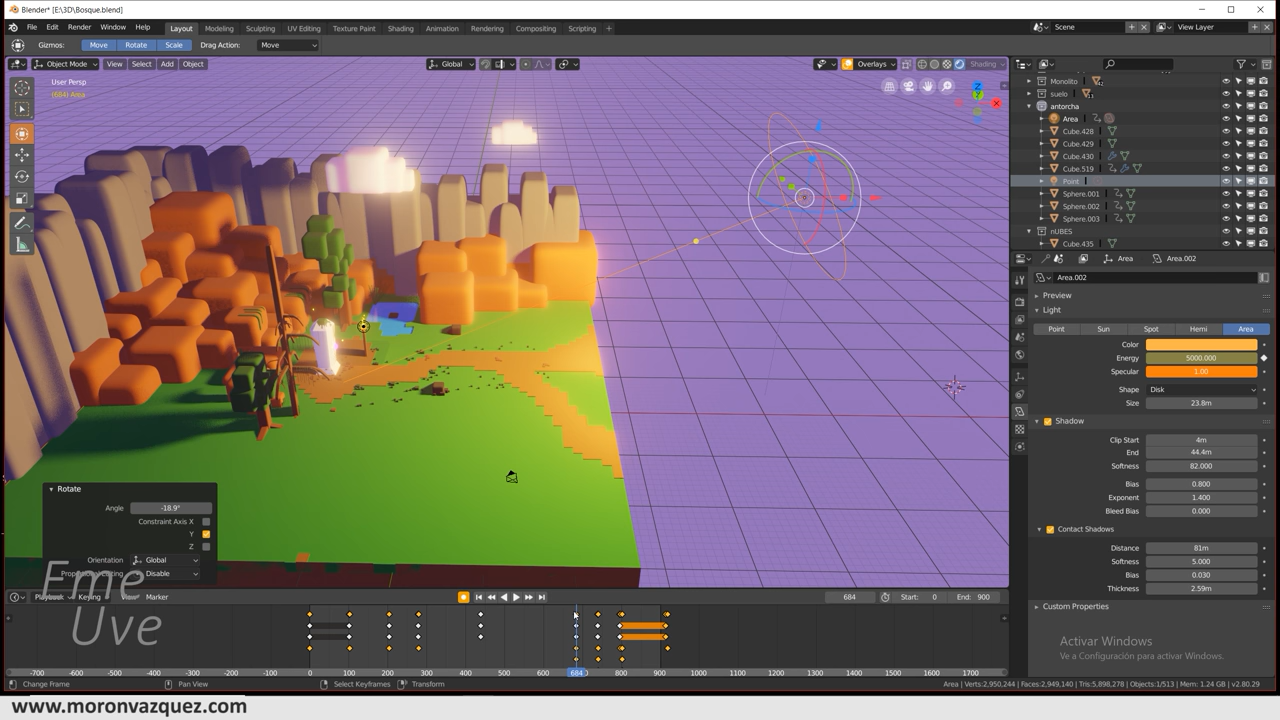 Blender* [E:\3D\Bosque.blend]
File Edit Render Window Help Layout Modeling Sculpting UV Editing Texture Paint Shading Animation Rendering Compositing Scripting Scene View Layer
Gizmos: Move Rotate Scale Drag Action: Move
Object Mode View Select Add Object Global Overlays Shading
User Persp
(684) Area
Z
Y
X
Monolito
suelo
antorcha
Area
Cube.428
Cube.429
Cube.430
Cube.519
Point
Sphere.001
Sphere.002
Sphere.003
nUBES
Cube.435
Area Area.002
Area.002
Preview
Light
Point Sun Spot Hemi Area
Color
Energy 5000.000
Specular 1.00
Shape Disk
Size 23.8m
Shadow
Clip Start 4m
End 44.4m
Softness 82.000
Bias 0.800
Exponent 1.400
Bleed Bias 0.000
Contact Shadows
Distance 81m
Softness 5.000
Bias 0.030
Thickness 2.59m
Custom Properties
Rotate
Angle -18.9°
Constraint Axis X
Y
Z
Orientation Global
Disable
Eme
Uve
Playback Keying Marker 684 Start: 0 End: 900
-700 -600 -500 -400 -300 -200 -100 0 100 200 300 400 500 600 684 800 900 1000 1100 1200 1300 1400 1500 1600 1700
Activar Windows
Ve a Configuración para activar Windows.
Change Frame Pan View Select Keyframes Transform Area | Verts:2,950,244 | Faces:2,949,140 | Tris:5,898,278 | Objects:1/513 | Mem: 1.24 GB | v2.80.29
www.moronvazquez.com